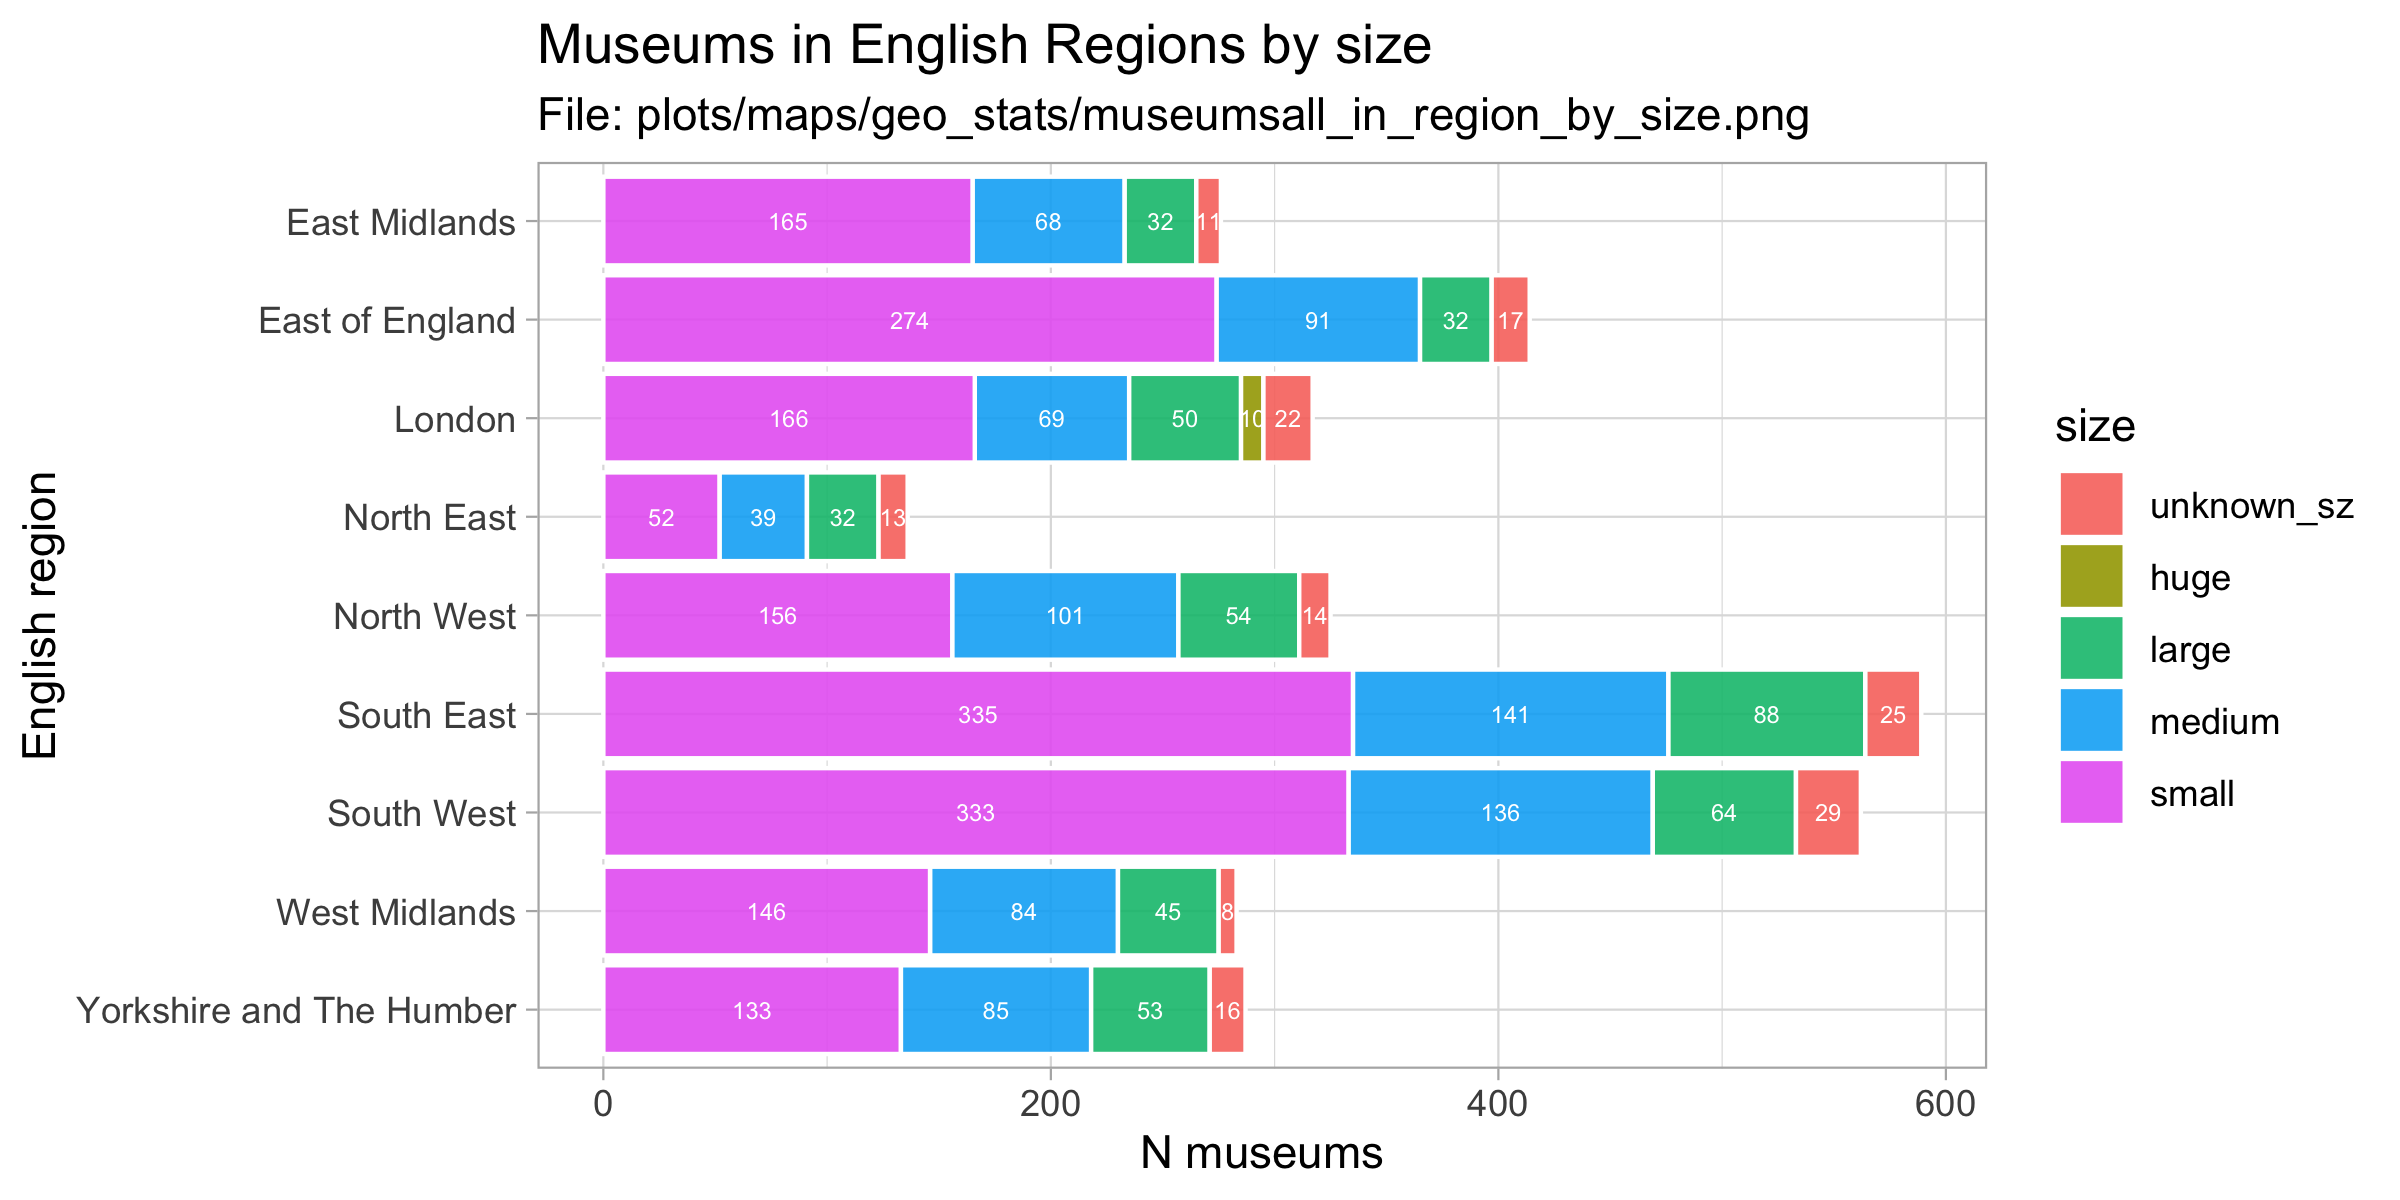 Museums in English Regions by size
File: plots/maps/geo_stats/museumsall_in_region_by_size.png
English region
East Midlands 165 68 32 11
East of England 274 91 32 17
London 166 69 50 10 22
North East 52 39 32 13
North West 156 101 54 14
South East 335 141 88 25
South West 333 136 64 29
West Midlands 146 84 45 8
Yorkshire and The Humber 133 85 53 16
0 200 400 600
N museums
size
unknown_sz
huge
large
medium
small